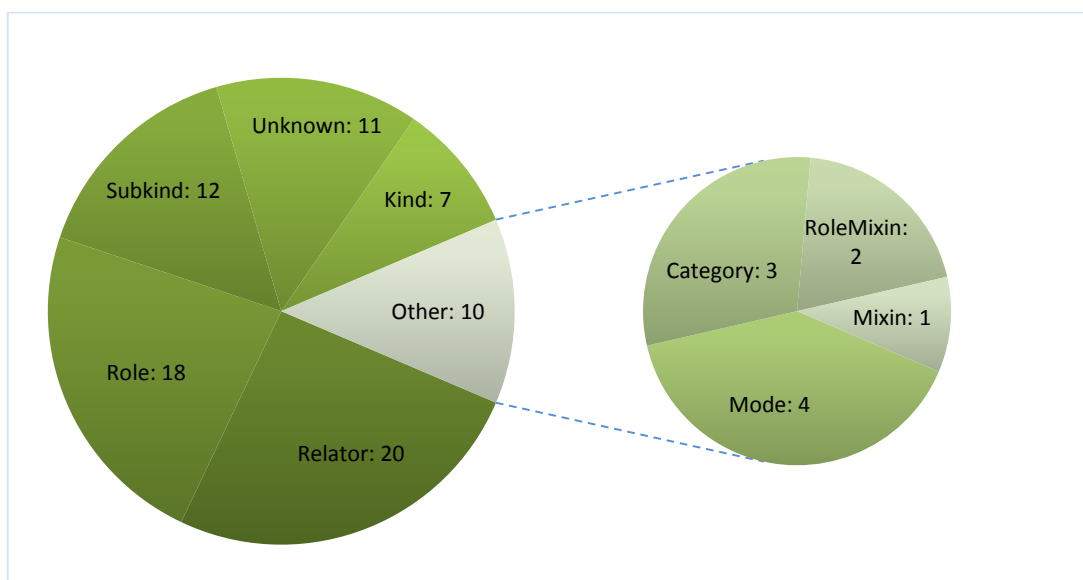 Unknown: 11
Subkind: 12
Kind: 7
Other: 10
Role: 18
Relator: 20
RoleMixin:
2
Category: 3
Mixin: 1
Mode: 4